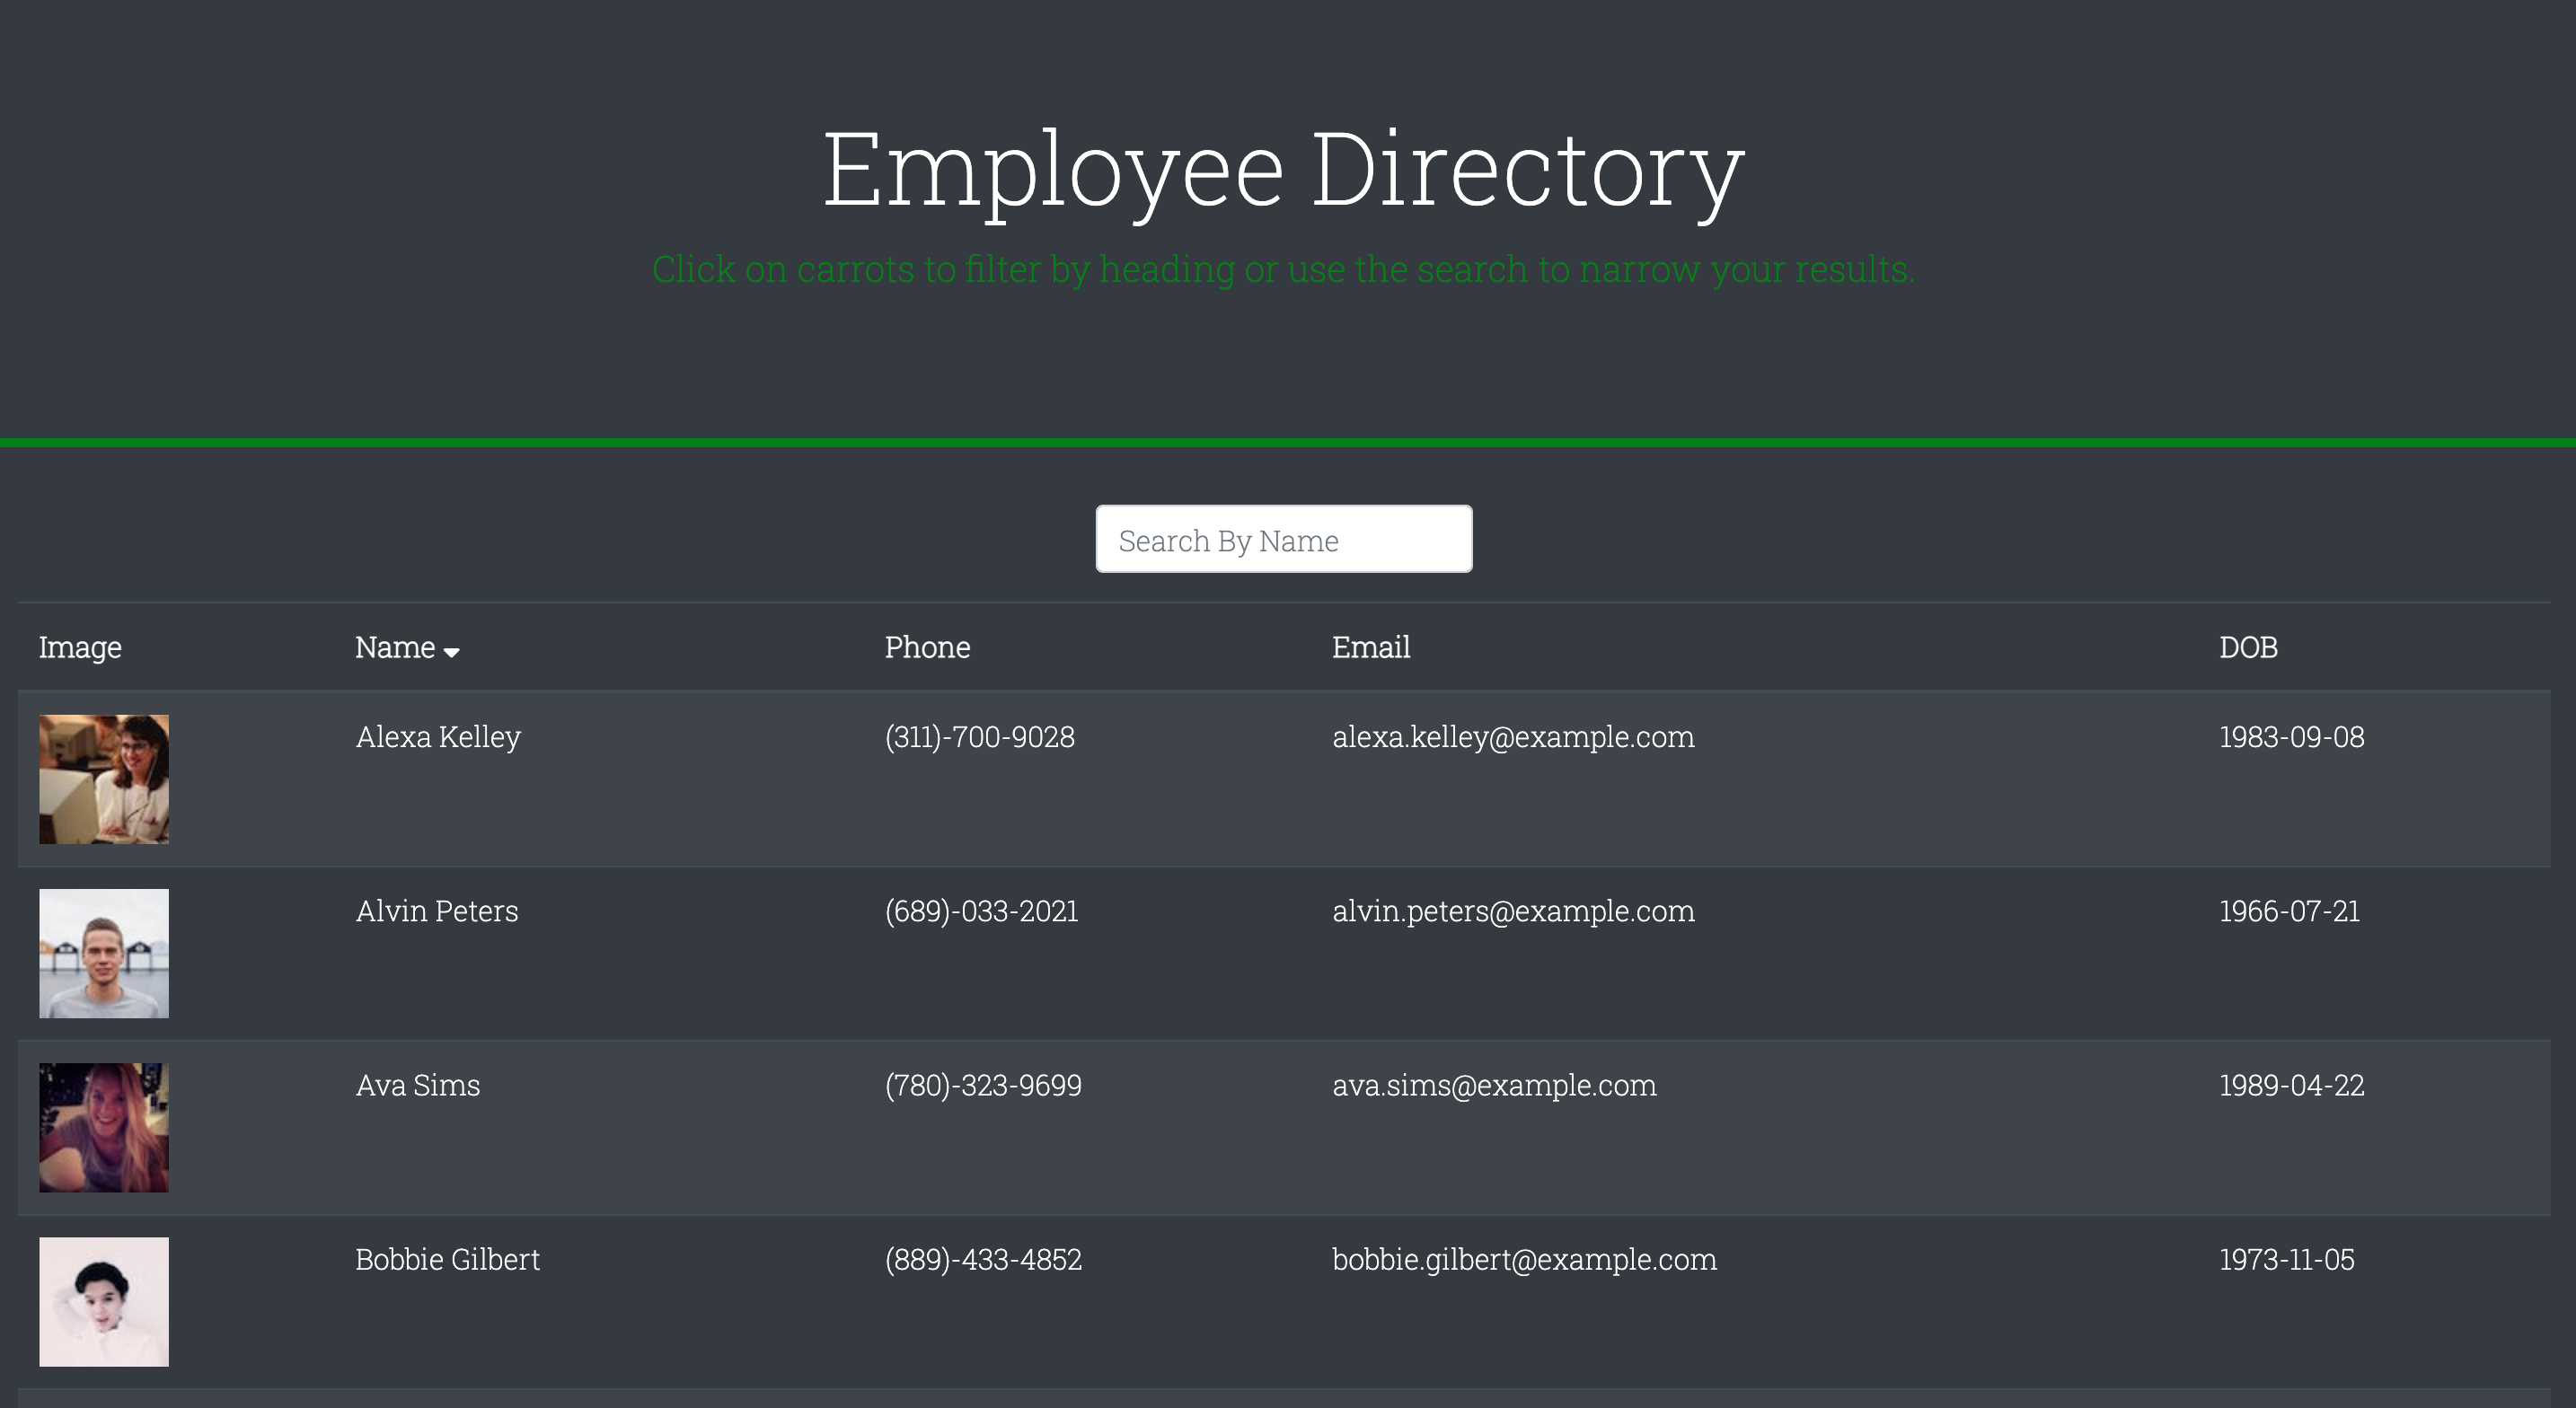 Employee Directory
Click on carrots to filter by heading or use the search to narrow your results.
Search By Name
Image Name Phone Email DOB
Alexa Kelley (311)-700-9028 alexa.kelley@example.com 1983-09-08
Alvin Peters (689)-033-2021 alvin.peters@example.com 1966-07-21
Ava Sims (780)-323-9699 ava.sims@example.com 1989-04-22
Bobbie Gilbert (889)-433-4852 bobbie.gilbert@example.com 1973-11-05